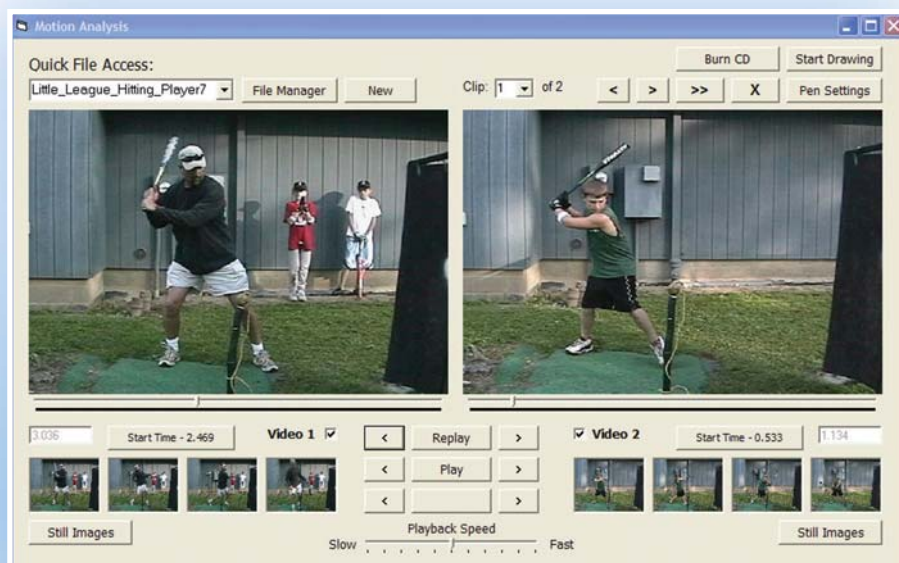 Motion Analysis
Burn CD Start Drawing
Quick File Access:
Little_League_Hitting_Player7 File Manager New Clip: 1 of 2 < > >> X Pen Settings
3.036 Start Time - 2.469 Video 1 < Replay > Video 2 Start Time - 0.533 1.134
< Play >
< >
Still Images Still Images
Playback Speed
Slow Fast